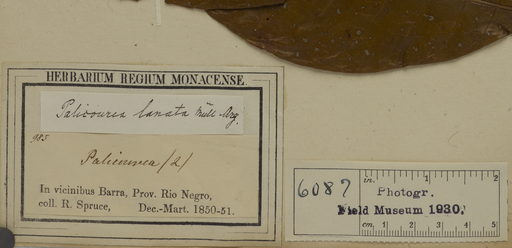 HERBARIUM REGIUM MONACENSE.
Palicourea lanata Müll-Arg.
985
Palicourea (2)
In vicinibus Barra, Prov. Rio Negro,
coll. R. Spruce, Dec.-Mart. 1850-51.
6087
in. 1 2
Photogr.
Field Museum 1930.
cm. 1 2 3 4 5